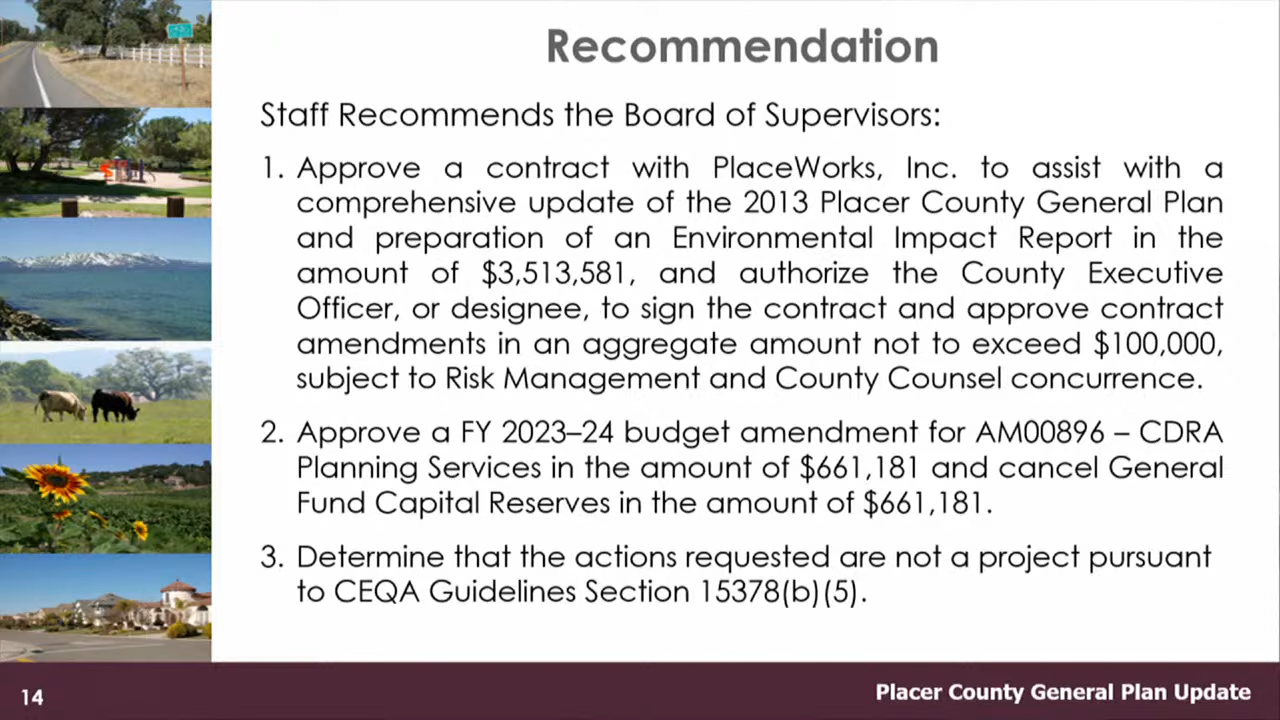 Recommendation
Staff Recommends the Board of Supervisors:
1. Approve a contract with PlaceWorks, Inc. to assist with a
comprehensive update of the 2013 Placer County General Plan
and preparation of an Environmental Impact Report in the
amount of $3,513,581, and authorize the County Executive
Officer, or designee, to sign the contract and approve contract
amendments in an aggregate amount not to exceed $100,000,
subject to Risk Management and County Counsel concurrence.
2. Approve a FY 2023–24 budget amendment for AM00896 – CDRA
Planning Services in the amount of $661,181 and cancel General
Fund Capital Reserves in the amount of $661,181.
3. Determine that the actions requested are not a project pursuant
to CEQA Guidelines Section 15378(b)(5).
14
Placer County General Plan Update